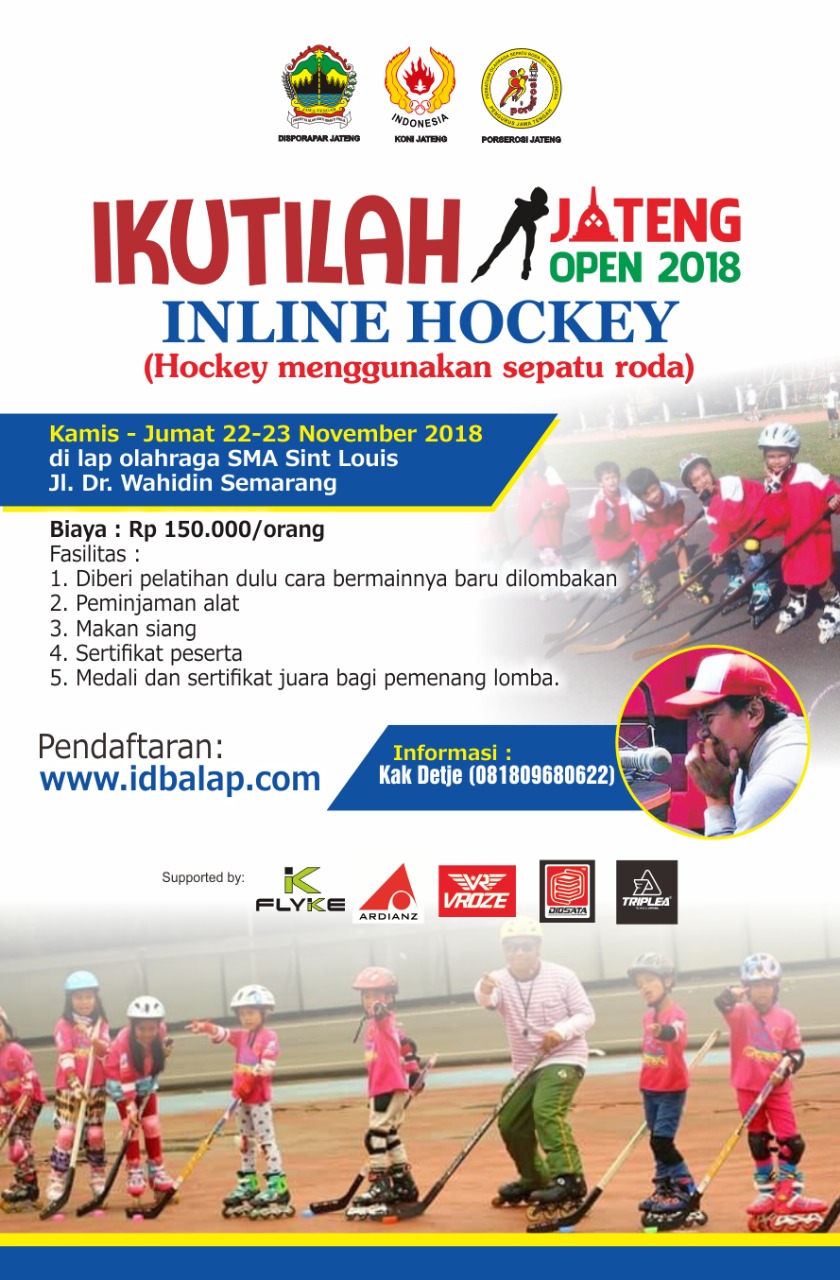 DISPORAPAR JATENG
INDONESIA
KONI JATENG
porserosi
PENGURUS JAWA TENGAH
PORSEROSI JATENG
IKUTILAH
JATENG
OPEN 2018
INLINE HOCKEY
(Hockey menggunakan sepatu roda)
Kamis - Jumat 22-23 November 2018
di lap olahraga SMA Sint Louis
Jl. Dr. Wahidin Semarang
Biaya : Rp 150.000/orang
Fasilitas :
1. Diberi pelatihan dulu cara bermainnya baru dilombakan
2. Peminjaman alat
3. Makan siang
4. Sertifikat peserta
5. Medali dan sertifikat juara bagi pemenang lomba.
Pendaftaran:
www.idbalap.com
Informasi :
Kak Detje (081809680622)
Supported by:
FLYKE
ARDIANZ
VROZE
DIOSATA
TRIPLEA